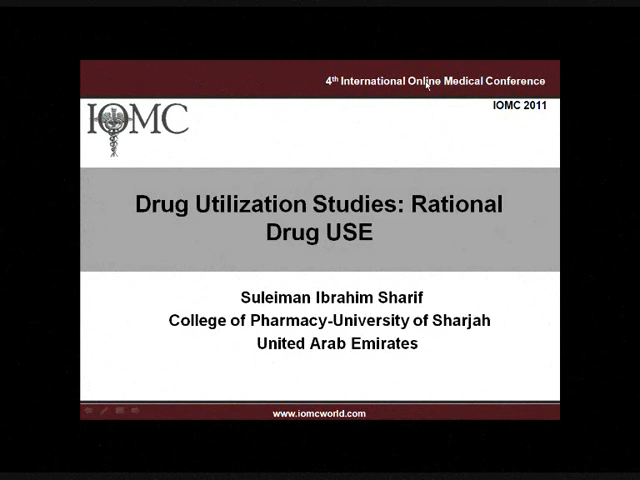 4th International Online Medical Conference
IOMC 2011
IOMC
Drug Utilization Studies: Rational
Drug USE
Suleiman Ibrahim Sharif
College of Pharmacy-University of Sharjah
United Arab Emirates
www.iomcworld.com